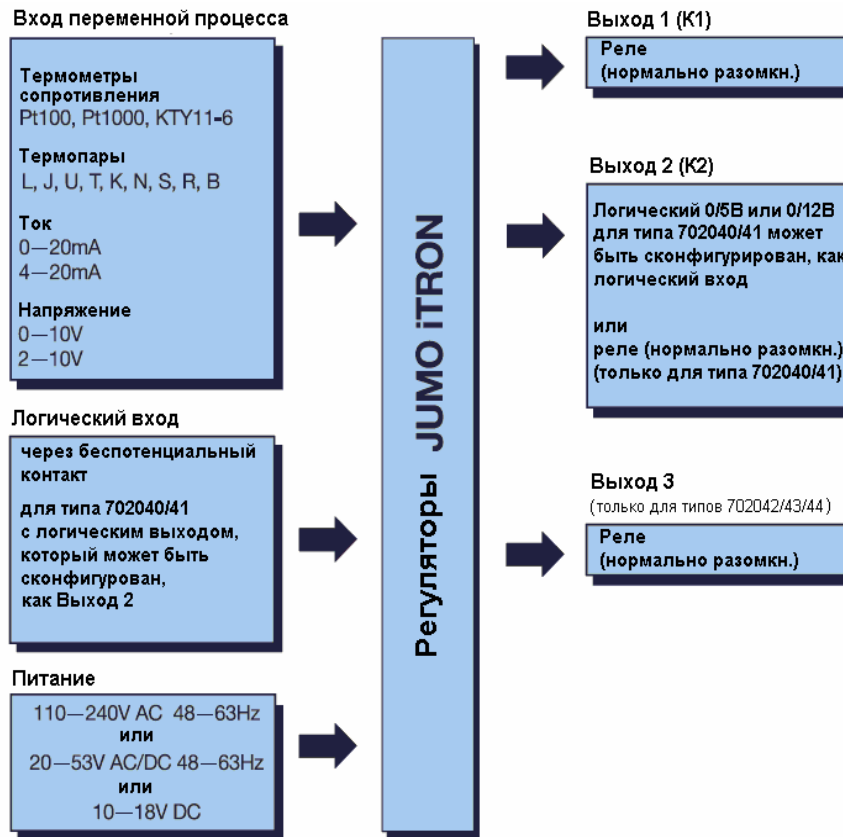 Вход переменной процесса
Термометры
сопротивления
Pt100, Pt1000, KTY11-6
Термопары
L, J, U, T, K, N, S, R, B
Ток
0—20mA
4—20mA
Напряжение
0—10V
2—10V
Логический вход
через беспотенциальный
контакт
для типа 702040/41
с логическим выходом,
который может быть
сконфигурован,
как Выход 2
Питание
110—240V AC 48—63Hz
или
20—53V AC/DC 48—63Hz
или
10—18V DC
Регуляторы JUMO iTRON
Выход 1 (К1)
Реле
(нормально разомкн.)
Выход 2 (К2)
Логический 0/5В или 0/12В
для типа 702040/41 может
быть сконфигурирован, как
логический вход
или
реле (нормально разомкн.)
(только для типа 702040/41)
Выход 3
(только для типов 702042/43/44)
Реле
(нормально разомкн.)